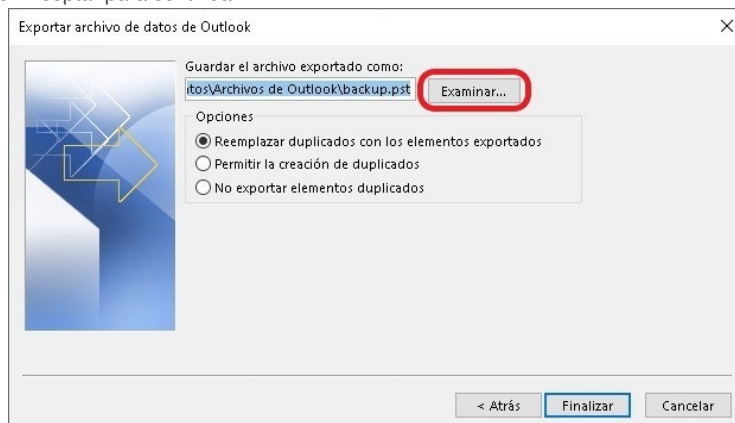 Exportar archivo de datos de Outlook
Guardar el archivo exportado como:
tos\Archivos de Outlook\backup.pst
Examinar...
Opciones
Reemplazar duplicados con los elementos exportados
Permitir la creación de duplicados
No exportar elementos duplicados
< Atrás
Finalizar
Cancelar